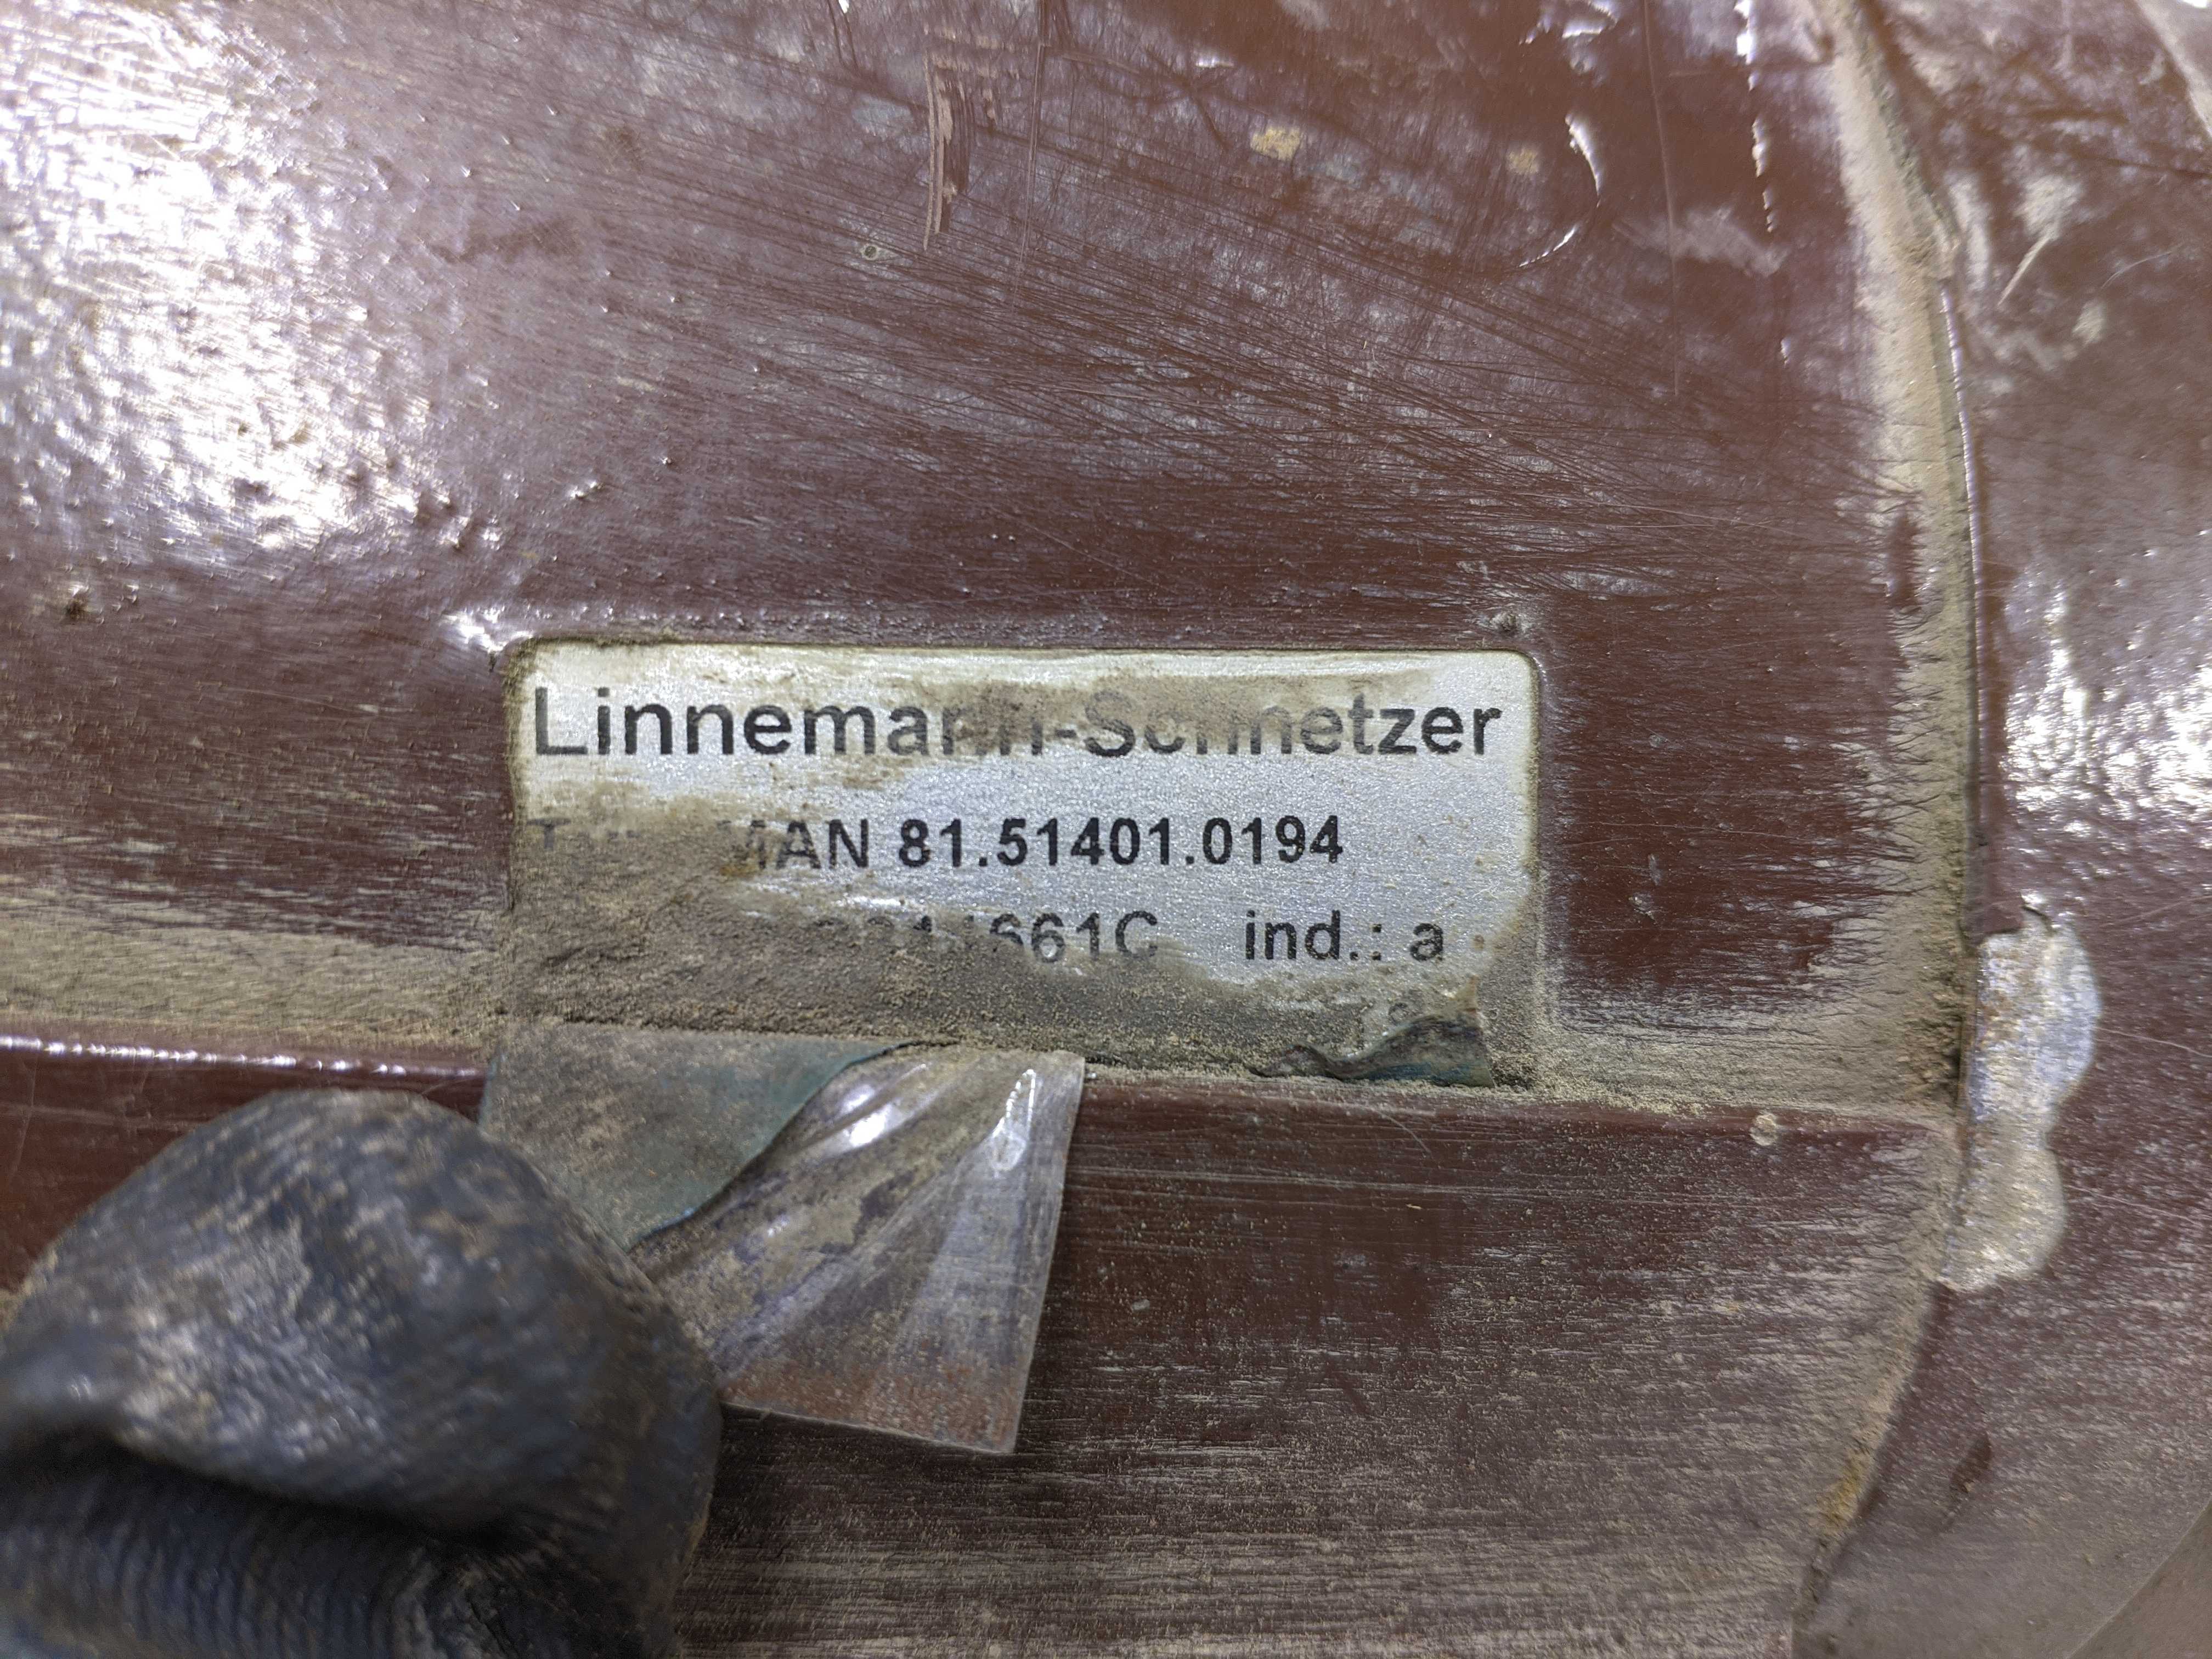 Linnemann-Schnetzer
MAN 81.51401.0194
ind.: a